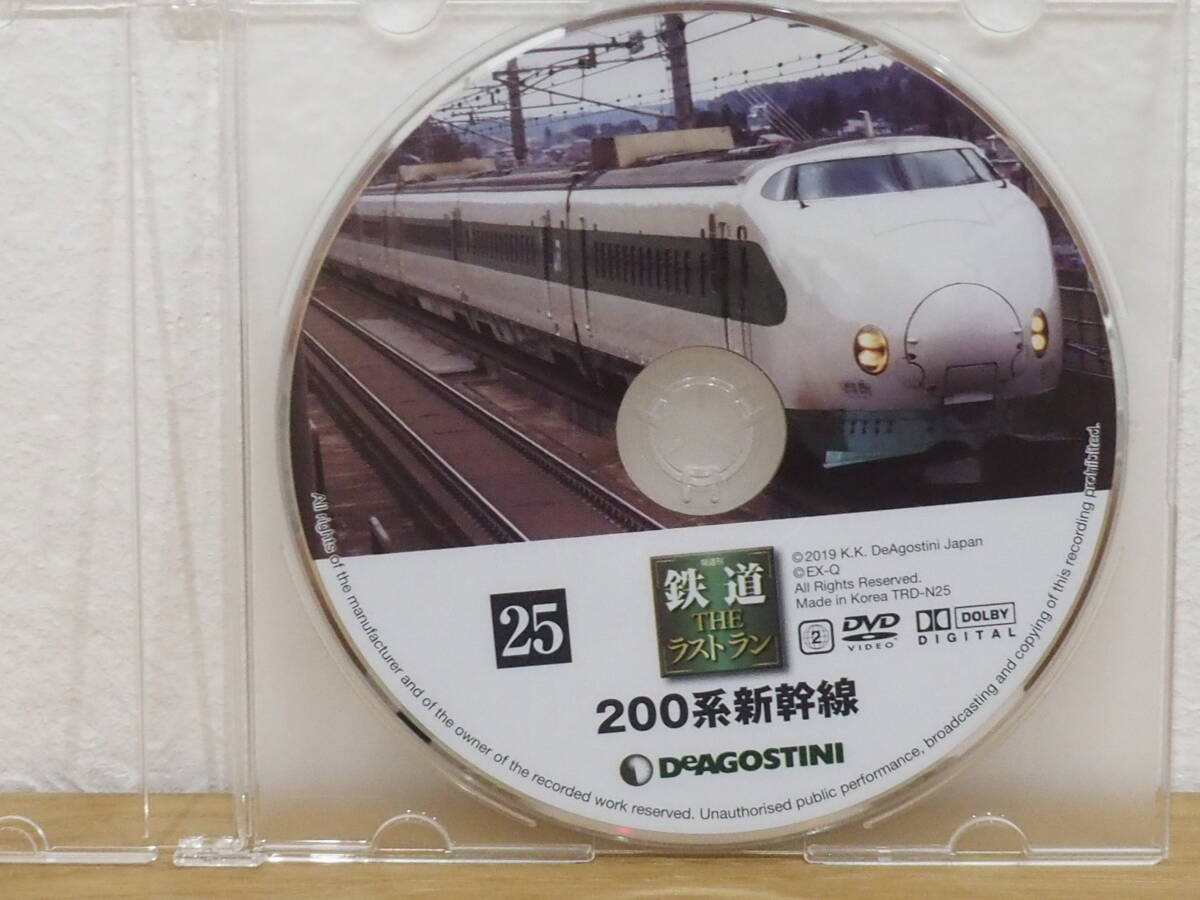 25
隔週刊
鉄道
THE
ラストラン
©2019 K.K. DeAgostini Japan
©EX-Q
All Rights Reserved.
Made in Korea TRD-N25
2
DVD
VIDEO
DOLBY
DIGITAL
200系新幹線
DeAGOSTINI
All rights of the manufacturer and of the owner of the recorded work reserved. Unauthorised public performance, broadcasting and copying of this recording prohibited.